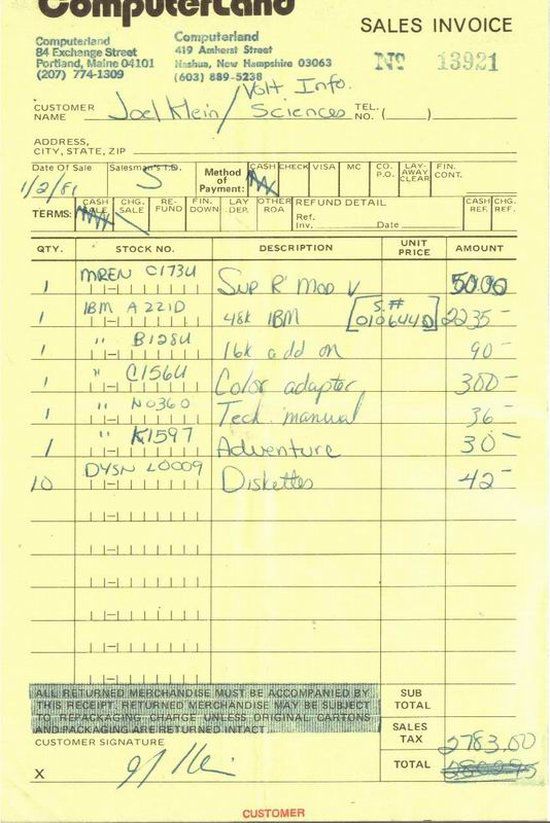 ComputerLand
SALES INVOICE
Computerland
84 Exchange Street
Portland, Maine 04101
(207) 774-1309
Computerland
419 Amherst Street
Nashua, New Hampshire 03063
(603) 889-5238
Nº 13921
CUSTOMER NAME Joel Klein/ Volt Info. Sciences TEL. NO. ( )
ADDRESS, CITY, STATE, ZIP
Date Of Sale Salesman's I.D. Method of Payment: CASH CHECK VISA MC CO. P.O. LAY-AWAY CLEAR FIN. CONT.
S
TERMS: CASH SALE CHG. SALE RE-FUND FIN. DOWN LAY DEP. OTHER ROA REFUND DETAIL CASH REF. CHG. REF.
Ref. Inv. Date
QTY. STOCK NO. DESCRIPTION UNIT PRICE AMOUNT
1 MREN C173U Sup R' Mod V 50.00
1 IBM A221D 48k IBM S.# 0106440 2235-
1 " B128U 16k add on 90-
1 " C156U Color adapter 300-
1 " N0360 Tech. manual 36-
1 " K1597 Adventure 30-
10 DYSN L0009 Diskettes 42-
ALL RETURNED MERCHANDISE MUST BE ACCOMPANIED BY
THIS RECEIPT. RETURNED MERCHANDISE MAY BE SUBJECT
TO REPACKAGING CHARGE UNLESS ORIGINAL CARTONS
AND PACKAGING ARE RETURNED INTACT.
SUB TOTAL
SALES TAX 2783.00
CUSTOMER SIGNATURE
TOTAL
X
CUSTOMER